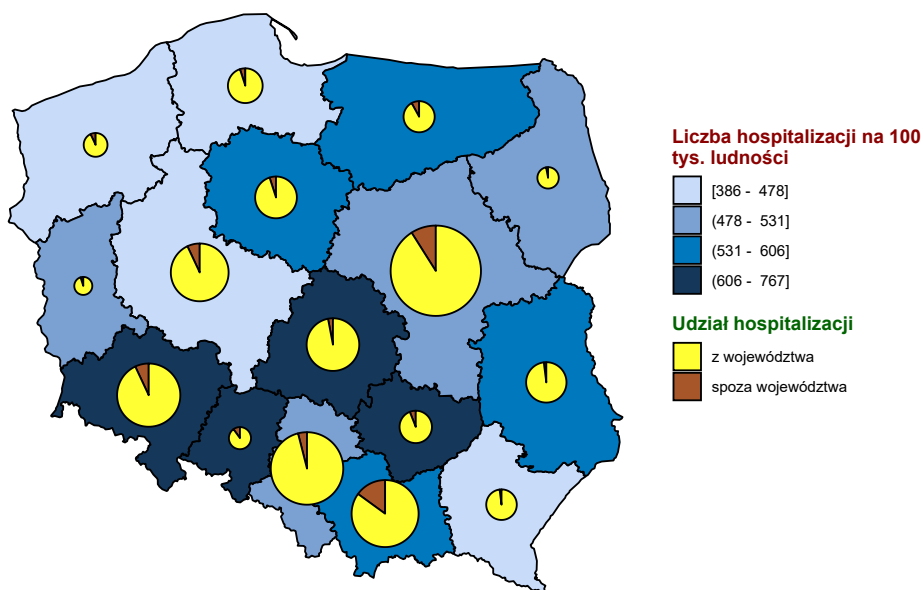 Liczba hospitalizacji na 100
tys. ludności
[386 - 478]
(478 - 531]
(531 - 606]
(606 - 767]
Udział hospitalizacji
z województwa
spoza województwa